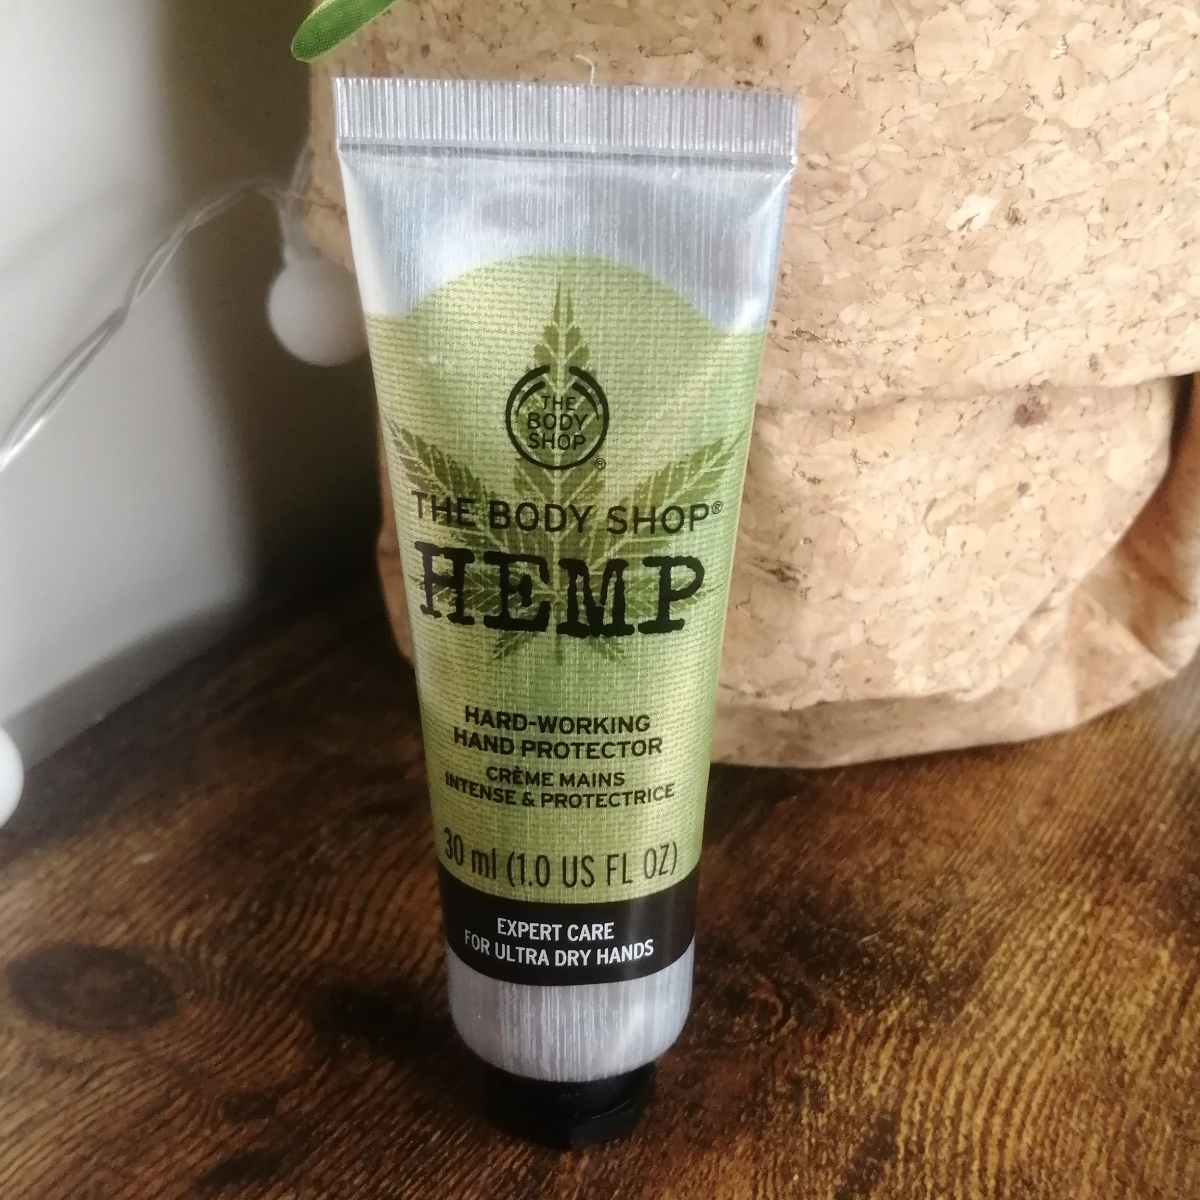 THE
BODY
SHOP
®
THE BODY SHOP®
HEMP
HARD-WORKING
HAND PROTECTOR
CRÈME MAINS
INTENSE & PROTECTRICE
30 ml (1.0 US FL OZ)
EXPERT CARE
FOR ULTRA DRY HANDS